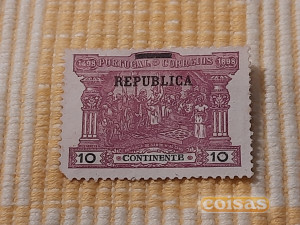 1498 PORTUGAL CORREIOS 1898
REPUBLICA
10 CONTINENTE 10
coisas